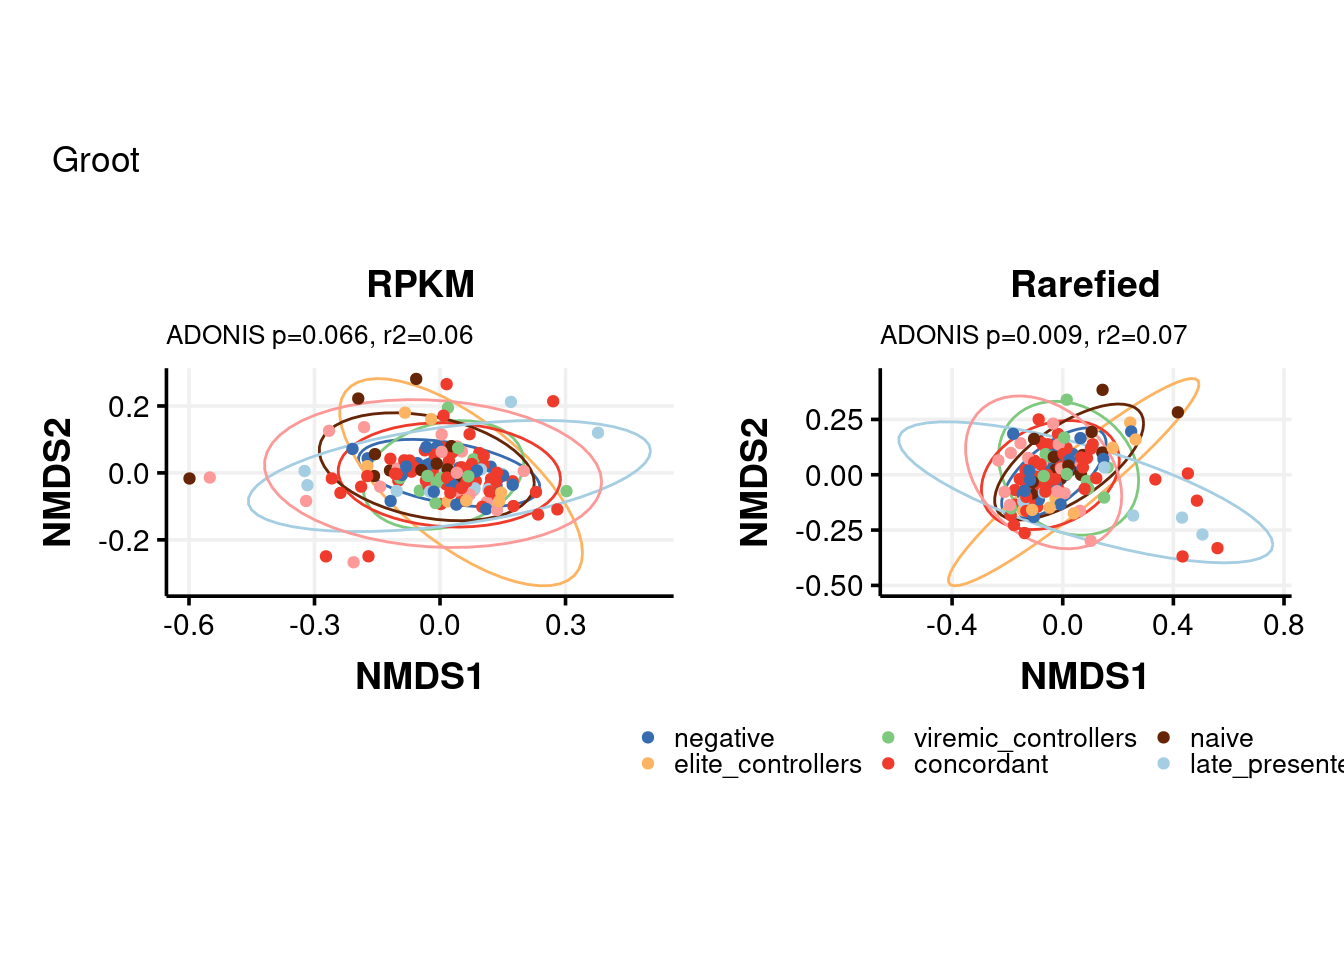 Groot
RPKM
ADONIS p=0.066, r2=0.06
NMDS2
0.2
0.0
-0.2
-0.6
-0.3
0.0
0.3
NMDS1
Rarefied
ADONIS p=0.009, r2=0.07
NMDS2
0.25
0.00
-0.25
-0.50
-0.4
0.0
0.4
0.8
NMDS1
negative
viremic_controllers
naive
elite_controllers
concordant
late_presente